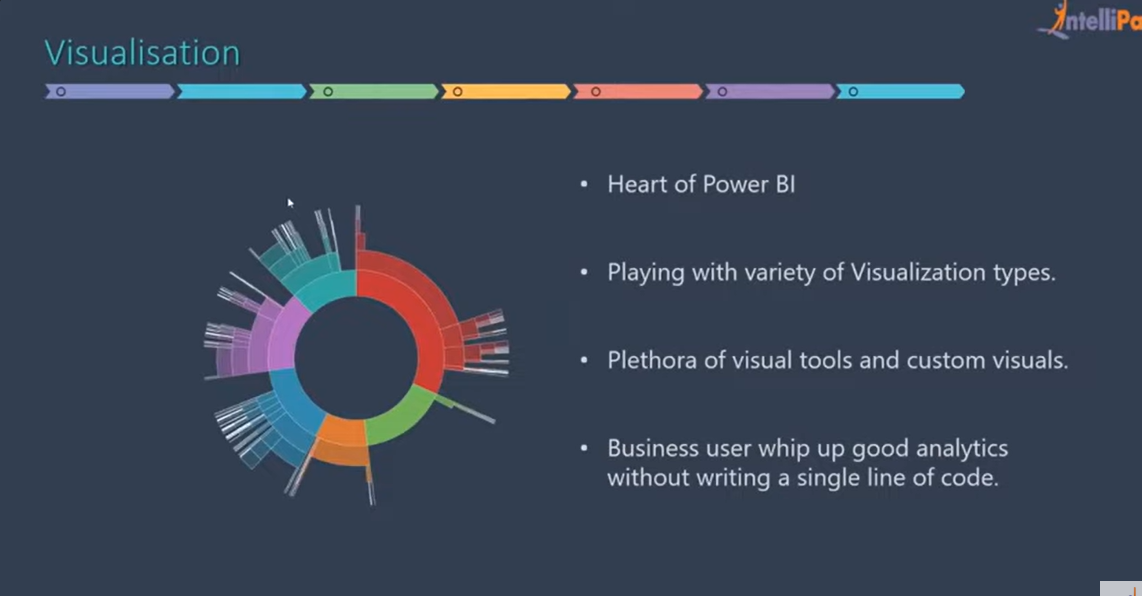 IntelliPa
Visualisation
• Heart of Power BI
• Playing with variety of Visualization types.
• Plethora of visual tools and custom visuals.
• Business user whip up good analytics
without writing a single line of code.